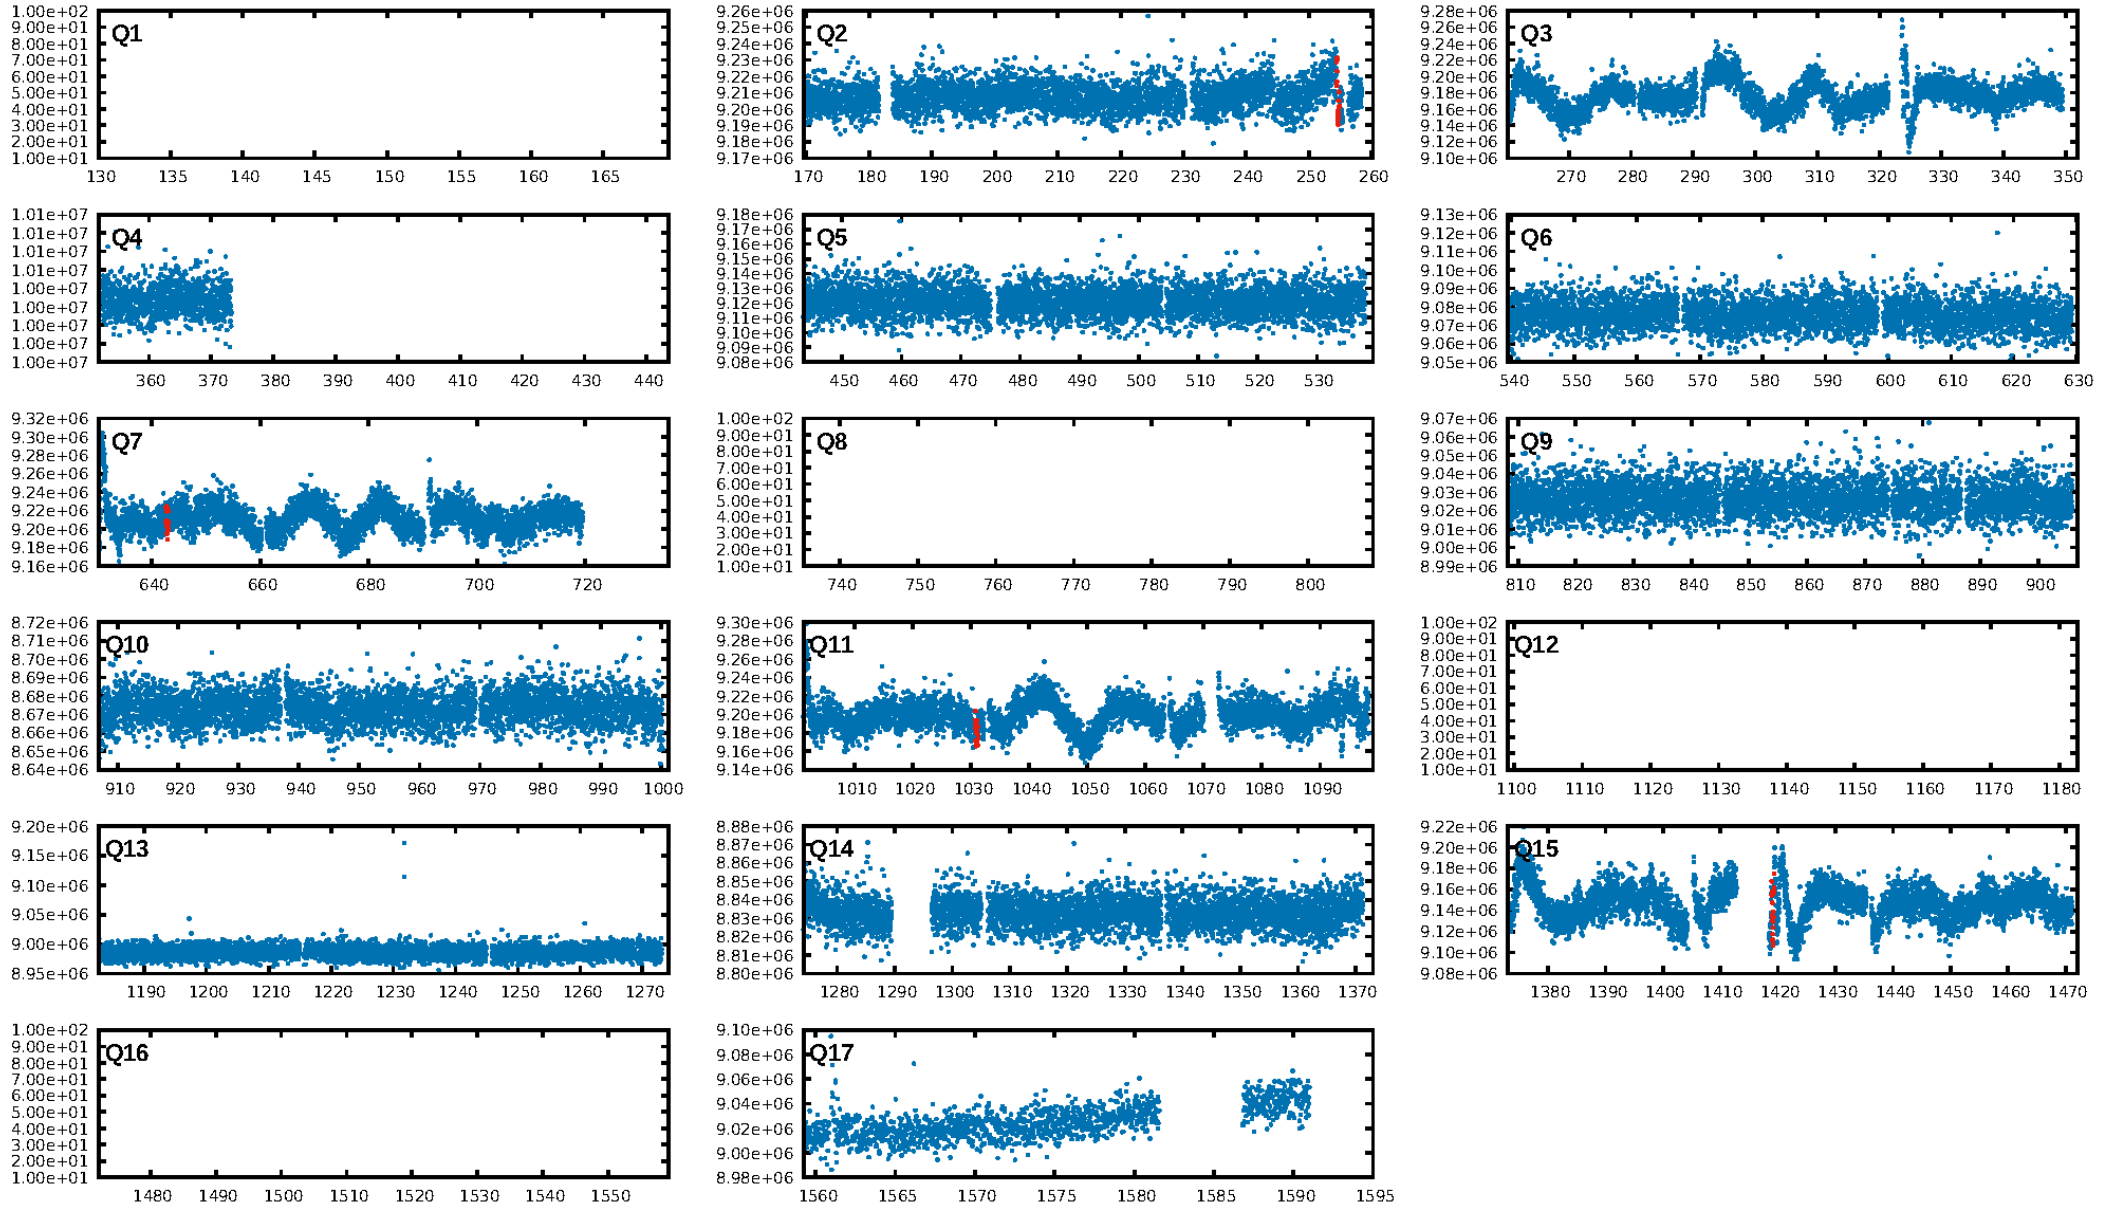 Q1
1.00e+02
9.00e+01
8.00e+01
7.00e+01
6.00e+01
5.00e+01
4.00e+01
3.00e+01
2.00e+01
1.00e+01
130 135 140 145 150 155 160 165
Q2
9.26e+06
9.25e+06
9.24e+06
9.23e+06
9.22e+06
9.21e+06
9.20e+06
9.19e+06
9.18e+06
9.17e+06
170 180 190 200 210 220 230 240 250 260
Q3
9.28e+06
9.26e+06
9.24e+06
9.22e+06
9.20e+06
9.18e+06
9.16e+06
9.14e+06
9.12e+06
9.10e+06
270 280 290 300 310 320 330 340 350
Q4
1.01e+07
1.01e+07
1.01e+07
1.01e+07
1.00e+07
1.00e+07
1.00e+07
1.00e+07
1.00e+07
360 370 380 390 400 410 420 430 440
Q5
9.18e+06
9.17e+06
9.16e+06
9.15e+06
9.14e+06
9.13e+06
9.12e+06
9.11e+06
9.10e+06
9.09e+06
9.08e+06
450 460 470 480 490 500 510 520 530
Q6
9.13e+06
9.12e+06
9.11e+06
9.10e+06
9.09e+06
9.08e+06
9.07e+06
9.06e+06
9.05e+06
540 550 560 570 580 590 600 610 620 630
Q7
9.32e+06
9.30e+06
9.28e+06
9.26e+06
9.24e+06
9.22e+06
9.20e+06
9.18e+06
9.16e+06
640 660 680 700 720
Q8
1.00e+02
9.00e+01
8.00e+01
7.00e+01
6.00e+01
5.00e+01
4.00e+01
3.00e+01
2.00e+01
1.00e+01
740 750 760 770 780 790 800
Q9
9.07e+06
9.06e+06
9.05e+06
9.04e+06
9.03e+06
9.02e+06
9.01e+06
9.00e+06
8.99e+06
810 820 830 840 850 860 870 880 890 900
Q10
8.72e+06
8.71e+06
8.70e+06
8.69e+06
8.68e+06
8.67e+06
8.66e+06
8.65e+06
8.64e+06
910 920 930 940 950 960 970 980 990 1000
Q11
9.30e+06
9.28e+06
9.26e+06
9.24e+06
9.22e+06
9.20e+06
9.18e+06
9.16e+06
9.14e+06
1010 1020 1030 1040 1050 1060 1070 1080 1090
Q12
1.00e+02
9.00e+01
8.00e+01
7.00e+01
6.00e+01
5.00e+01
4.00e+01
3.00e+01
2.00e+01
1.00e+01
1100 1110 1120 1130 1140 1150 1160 1170 1180
Q13
9.20e+06
9.15e+06
9.10e+06
9.05e+06
9.00e+06
8.95e+06
1190 1200 1210 1220 1230 1240 1250 1260 1270
Q14
8.88e+06
8.87e+06
8.86e+06
8.85e+06
8.84e+06
8.83e+06
8.82e+06
8.81e+06
8.80e+06
1280 1290 1300 1310 1320 1330 1340 1350 1360 1370
Q15
9.22e+06
9.20e+06
9.18e+06
9.16e+06
9.14e+06
9.12e+06
9.10e+06
9.08e+06
1380 1390 1400 1410 1420 1430 1440 1450 1460 1470
Q16
1.00e+02
9.00e+01
8.00e+01
7.00e+01
6.00e+01
5.00e+01
4.00e+01
3.00e+01
2.00e+01
1.00e+01
1480 1490 1500 1510 1520 1530 1540 1550
Q17
9.10e+06
9.08e+06
9.06e+06
9.04e+06
9.02e+06
9.00e+06
8.98e+06
1560 1565 1570 1575 1580 1585 1590 1595